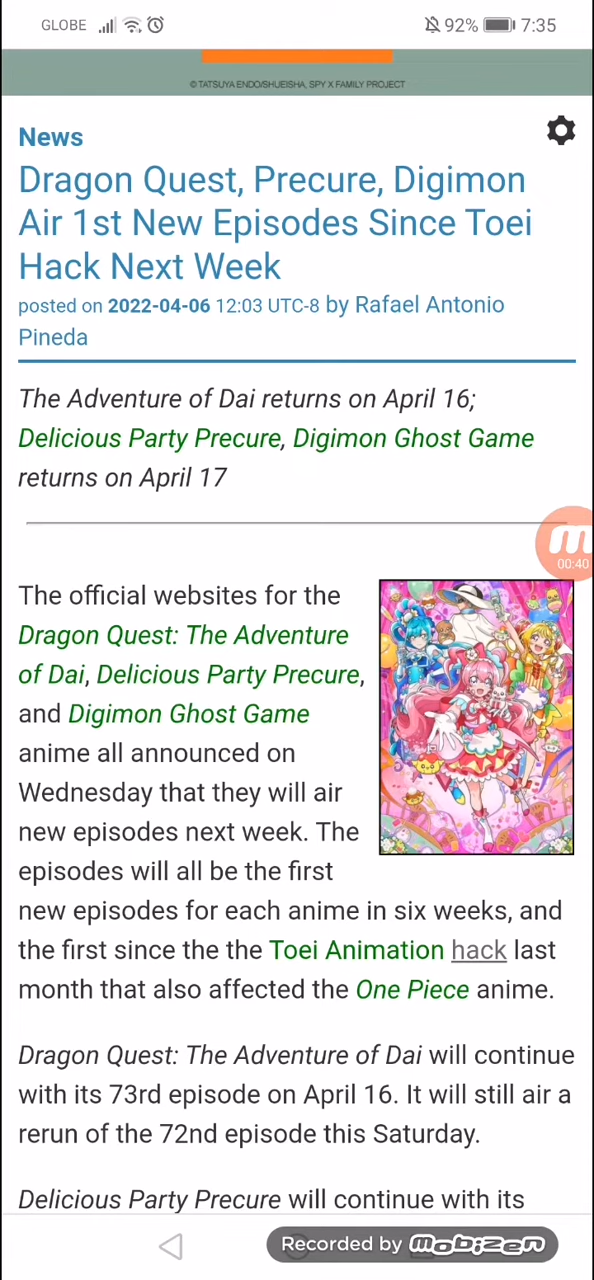 GLOBE 92% 7:35
© TATSUYA ENDO/SHUEISHA, SPY X FAMILY PROJECT
News
Dragon Quest, Precure, Digimon
Air 1st New Episodes Since Toei
Hack Next Week
posted on 2022-04-06 12:03 UTC-8 by Rafael Antonio
Pineda
The Adventure of Dai returns on April 16;
Delicious Party Precure, Digimon Ghost Game
returns on April 17
00:40
The official websites for the
Dragon Quest: The Adventure
of Dai, Delicious Party Precure,
and Digimon Ghost Game
anime all announced on
Wednesday that they will air
new episodes next week. The
episodes will all be the first
new episodes for each anime in six weeks, and
the first since the the Toei Animation hack last
month that also affected the One Piece anime.
Dragon Quest: The Adventure of Dai will continue
with its 73rd episode on April 16. It will still air a
rerun of the 72nd episode this Saturday.
Delicious Party Precure will continue with its
Recorded by mobizen